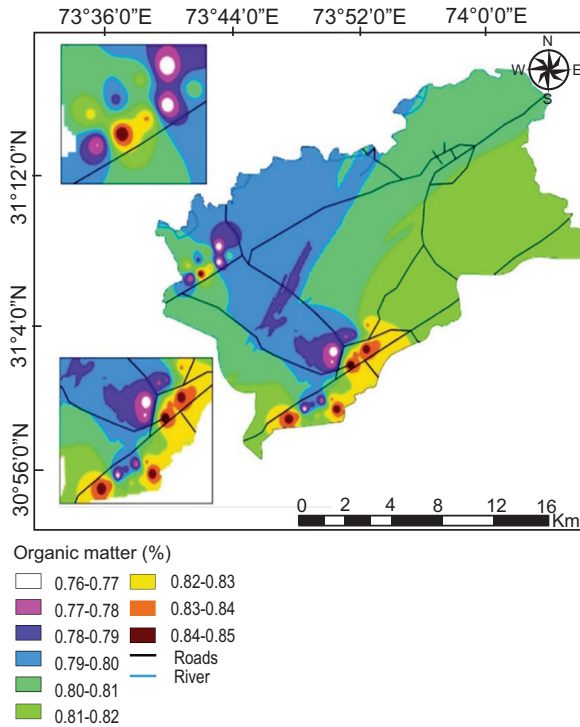 73°36'0"E 73°44'0"E 73°52'0"E 74°0'0"E
N
W E
S
31°12'0"N
31°4'0"N
30°56'0"N
0 2 4 8 12 16
Km
Organic matter (%)
0.76-0.77 0.82-0.83
0.77-0.78 0.83-0.84
0.78-0.79 0.84-0.85
0.79-0.80 Roads
0.80-0.81 River
0.81-0.82